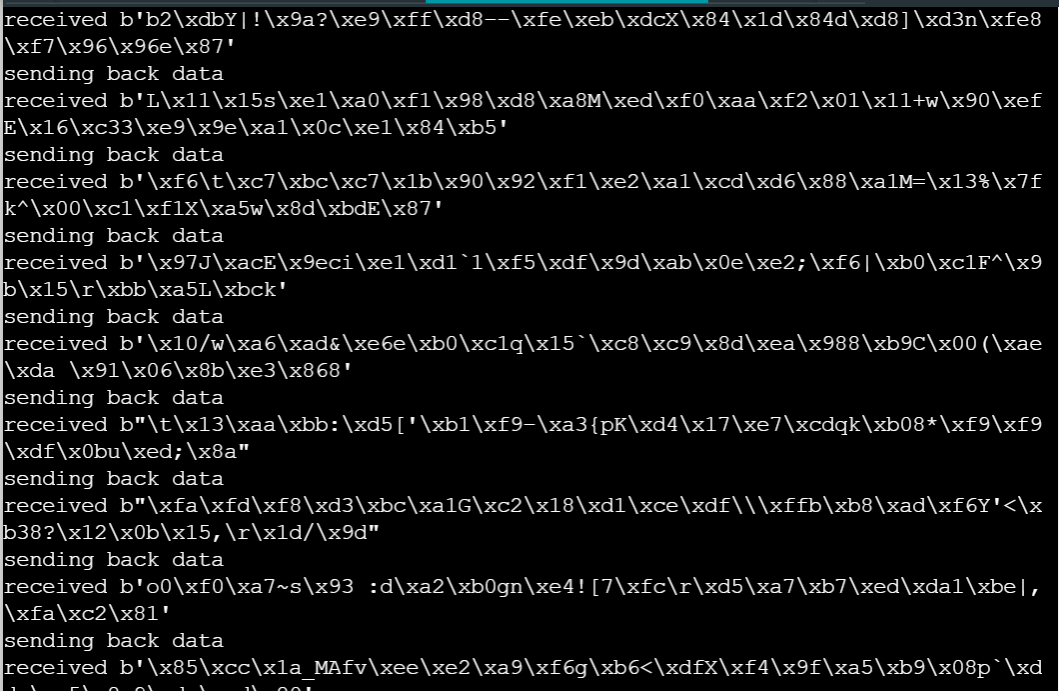 received b'b2\xdbY|!\x9a?\xe9\xff\xd8--\xfe\xeb\xdcX\x84\x1d\x84d\xd8]\xd3n\xfe8
\xf7\x96\x96e\x87'
sending back data
received b'L\x11\x15s\xe1\xa0\xf1\x98\xd8\xa8M\xed\xf0\xaa\xf2\x01\x11+w\x90\xef
E\x16\xc33\xe9\x9e\xa1\x0c\xe1\x84\xb5'
sending back data
received b'\xf6\t\xc7\xbc\xc7\x1b\x90\x92\xf1\xe2\xa1\xcd\xd6\x88\xa1M=\x13%\x7f
k^\x00\xc1\xf1X\xa5w\x8d\xbdE\x87'
sending back data
received b'\x97J\xacE\x9eci\xe1\xd1`1\xf5\xdf\x9d\xab\x0e\xe2;\xf6|\xb0\xc1F^\x9
b\x15\r\xbb\xa5L\xbck'
sending back data
received b'\x10/w\xa6\xad&\xe6e\xb0\xc1q\x15`\xc8\xc9\x8d\xea\x988\xb9C\x00(\xae
\xda \x91\x06\x8b\xe3\x868'
sending back data
received b"\t\x13\xaa\xbb:\xd5['\xb1\xf9-\xa3{pK\xd4\x17\xe7\xcdqk\xb08*\xf9\xf9
\xdf\x0bu\xed;\x8a"
sending back data
received b"\xfa\xfd\xf8\xd3\xbc\xa1G\xc2\x18\xd1\xce\xdf\\\xffb\xb8\xad\xf6Y'<\x
b38?\x12\x0b\x15,\r\x1d/\x9d"
sending back data
received b'o0\xf0\xa7~s\x93 :d\xa2\xb0gn\xe4![7\xfc\r\xd5\xa7\xb7\xed\xda1\xbe|,
\xfa\xc2\x81'
sending back data
received b'\x85\xcc\x1a_MAfv\xee\xe2\xa9\xf6g\xb6<\xdfX\xf4\x9f\xa5\xb9\x08p`\xd